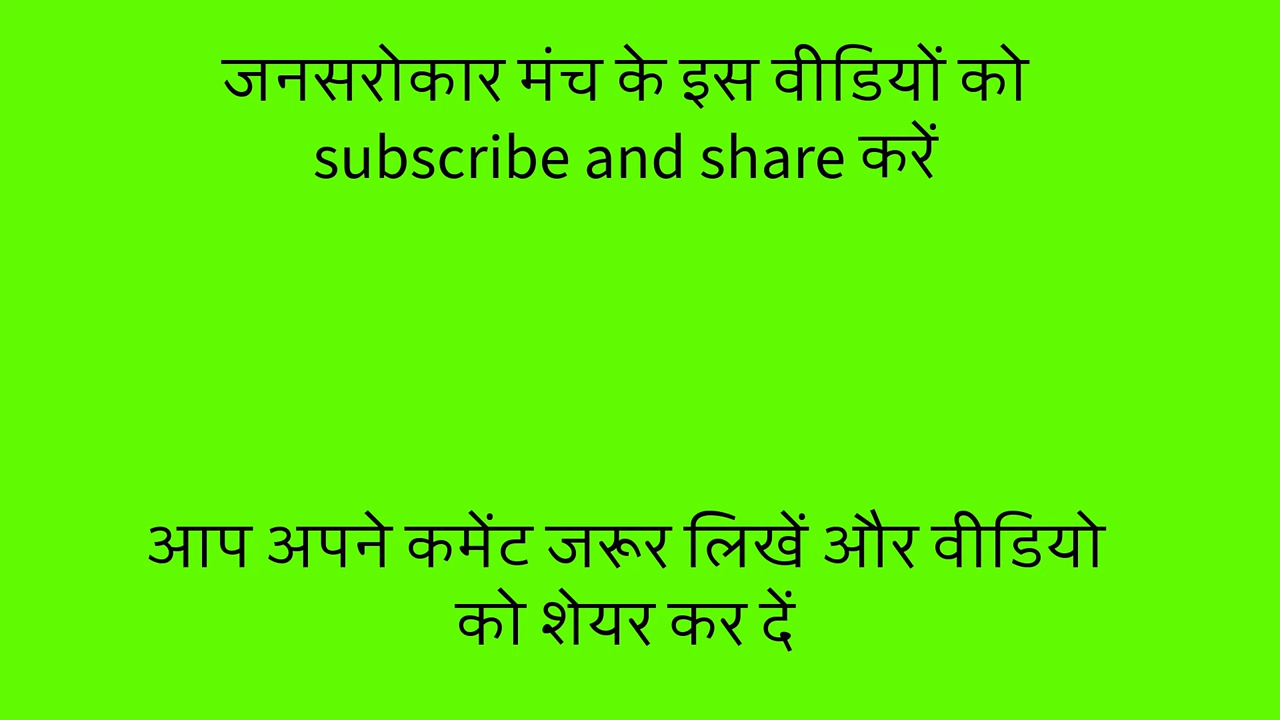 जनसरोकार मंच के इस वीडियों को
subscribe and share करें
आप अपने कमेंट जरूर लिखें और वीडियो
को शेयर कर दें